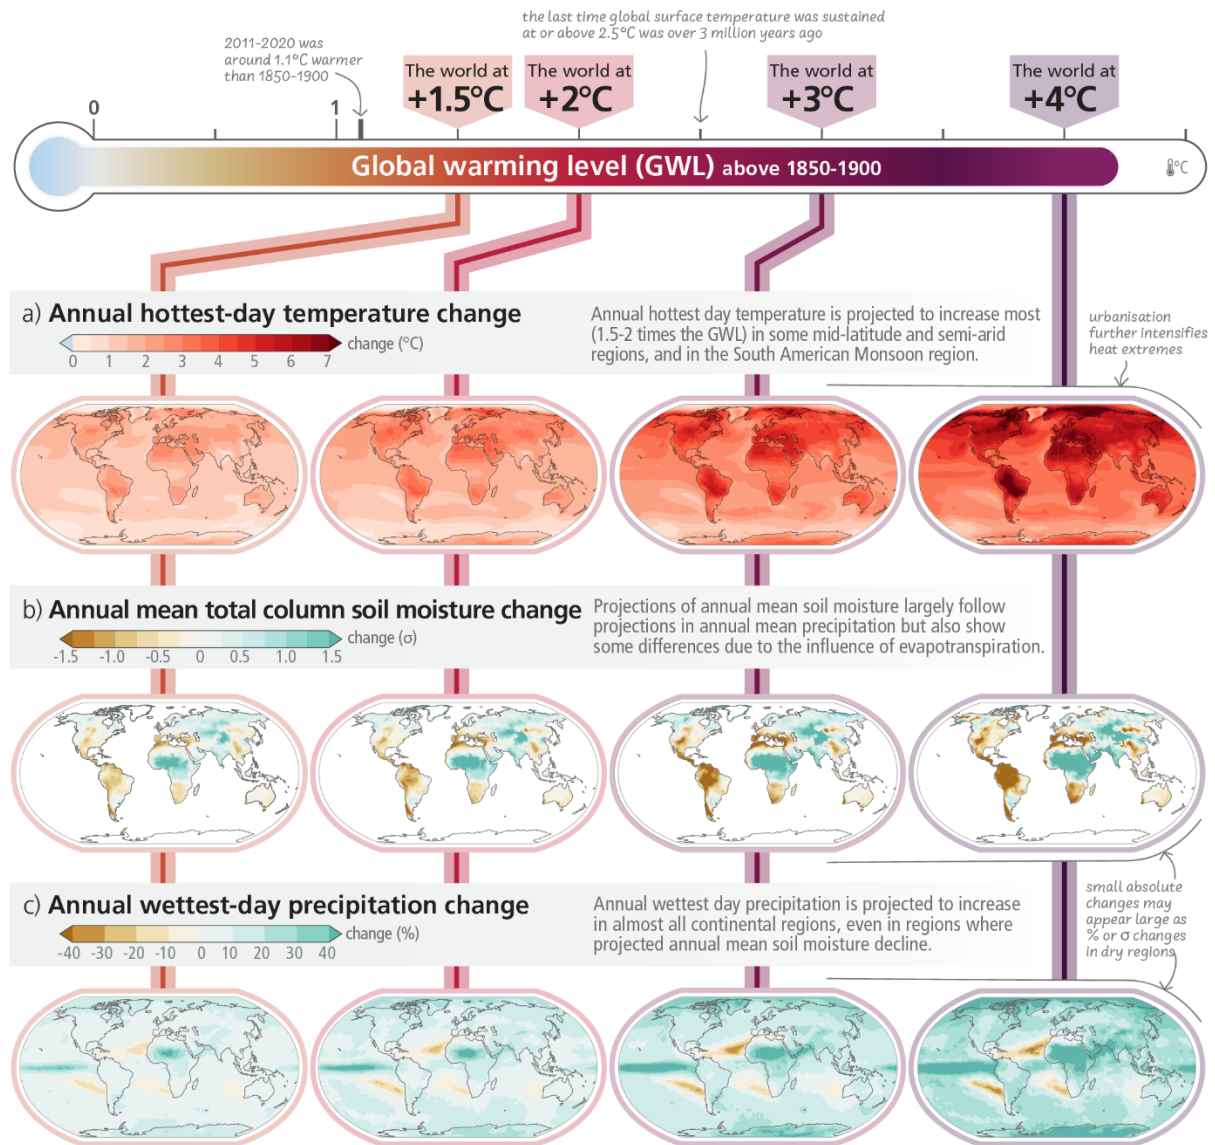 the last time global surface temperature was sustained
at or above 2.5°C was over 3 million years ago
2011-2020 was
around 1.1°C warmer
than 1850-1900
The world at
+1.5°C
The world at
+2°C
The world at
+3°C
The world at
+4°C
0
1
Global warming level (GWL) above 1850-1900
°C
a) Annual hottest-day temperature change
change (°C)
0 1 2 3 4 5 6 7
Annual hottest day temperature is projected to increase most
(1.5-2 times the GWL) in some mid-latitude and semi-arid
regions, and in the South American Monsoon region.
urbanisation
further intensifies
heat extremes
b) Annual mean total column soil moisture change
change (σ)
-1.5 -1.0 -0.5 0 0.5 1.0 1.5
Projections of annual mean soil moisture largely follow
projections in annual mean precipitation but also show
some differences due to the influence of evapotranspiration.
c) Annual wettest-day precipitation change
change (%)
-40 -30 -20 -10 0 10 20 30 40
Annual wettest day precipitation is projected to increase
in almost all continental regions, even in regions where
projected annual mean soil moisture decline.
small absolute
changes may
appear large as
% or σ changes
in dry regions